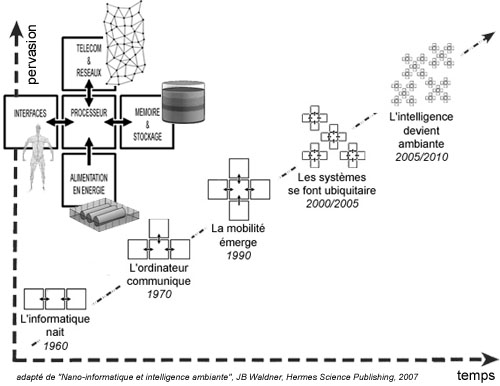 pervasion
TELECOM
&
RESEAUX
INTERFACES
PROCESSEUR
MEMOIRE
&
STOCKAGE
ALIMENTATION
EN ENERGIE
L'informatique
nait
1960
L'ordinateur
communique
1970
La mobilité
émerge
1990
Les systèmes
se font ubiquitaire
2000/2005
L'intelligence
devient
ambiante
2005/2010
temps
adapté de "Nano-informatique et intelligence ambiante", JB Waldner, Hermes Science Publishing, 2007